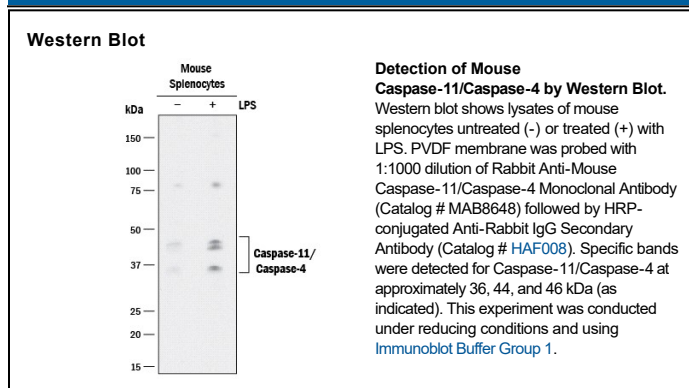 Western Blot
Mouse
Splenocytes
kDa
– + LPS
150
100
75
50
37
25
20
15
Caspase-11/
Caspase-4
Detection of Mouse
Caspase-11/Caspase-4 by Western Blot.
Western blot shows lysates of mouse
splenocytes untreated (-) or treated (+) with
LPS. PVDF membrane was probed with
1:1000 dilution of Rabbit Anti-Mouse
Caspase-11/Caspase-4 Monoclonal Antibody
(Catalog # MAB8648) followed by HRP-
conjugated Anti-Rabbit IgG Secondary
Antibody (Catalog # HAF008). Specific bands
were detected for Caspase-11/Caspase-4 at
approximately 36, 44, and 46 kDa (as
indicated). This experiment was conducted
under reducing conditions and using
Immunoblot Buffer Group 1.